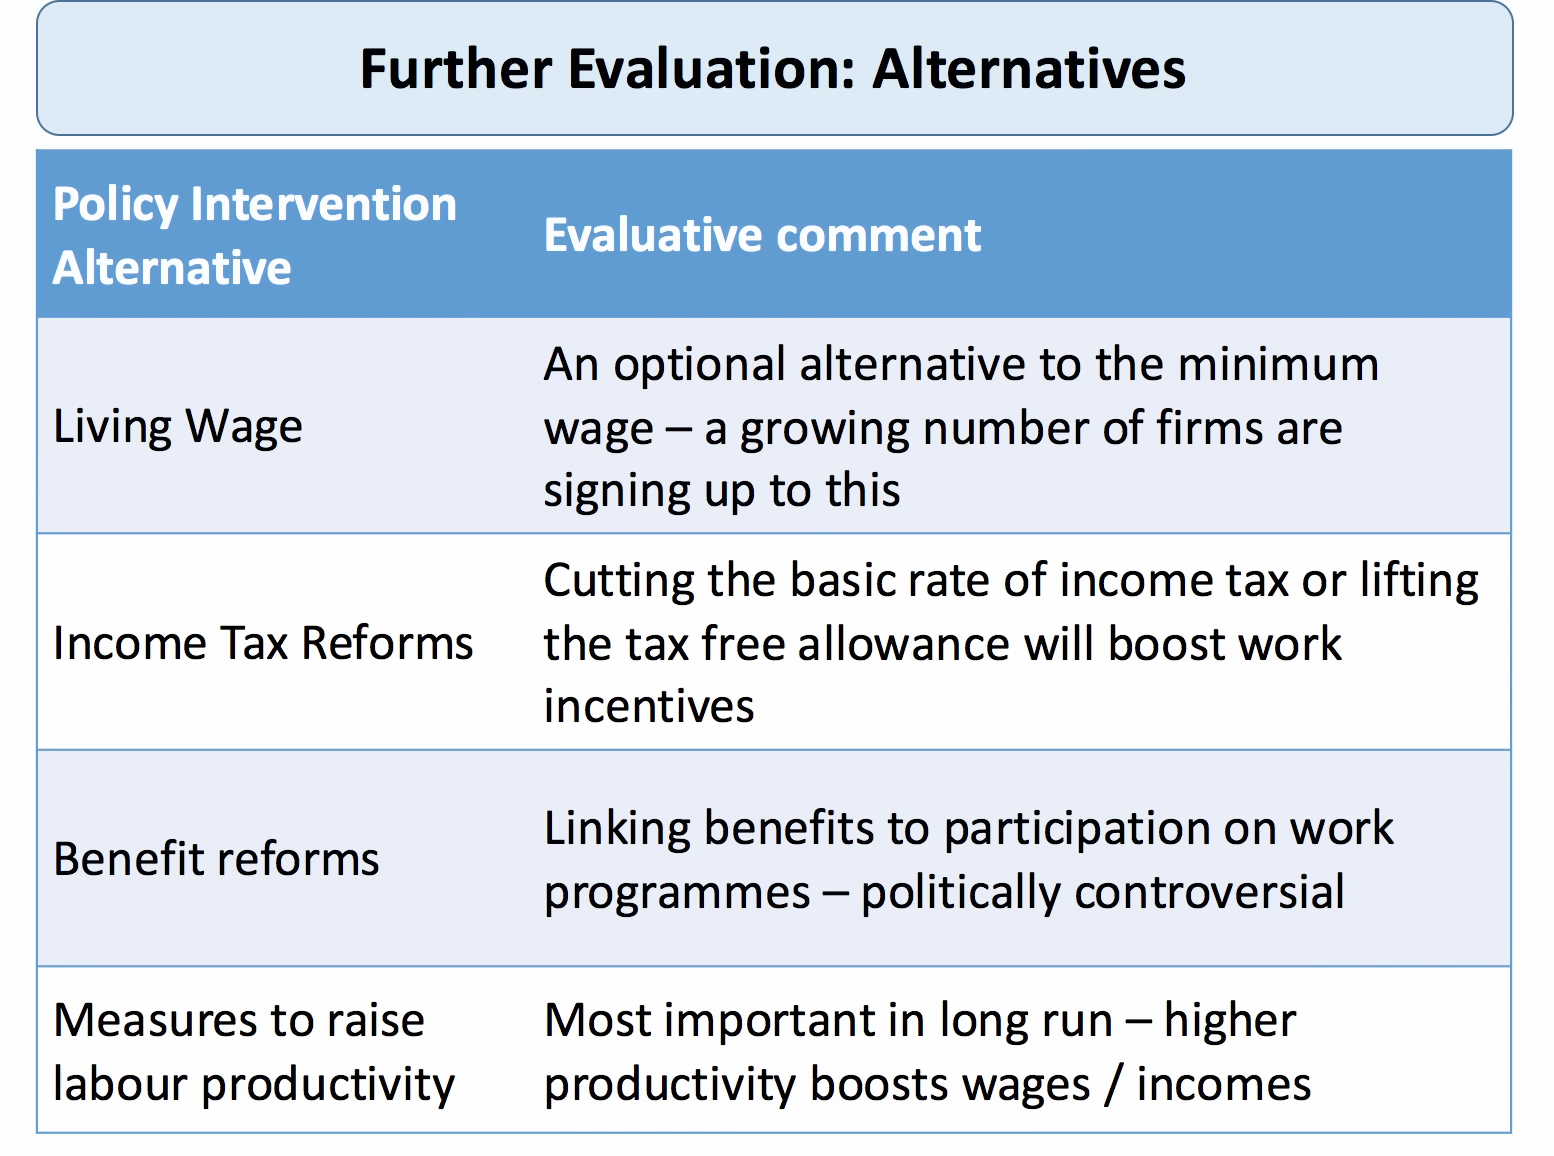 Further Evaluation: Alternatives
Policy Intervention
Alternative
Evaluative comment
Living Wage
An optional alternative to the minimum
wage – a growing number of firms are
signing up to this
Income Tax Reforms
Cutting the basic rate of income tax or lifting
the tax free allowance will boost work
incentives
Benefit reforms
Linking benefits to participation on work
programmes – politically controversial
Measures to raise
labour productivity
Most important in long run – higher
productivity boosts wages / incomes